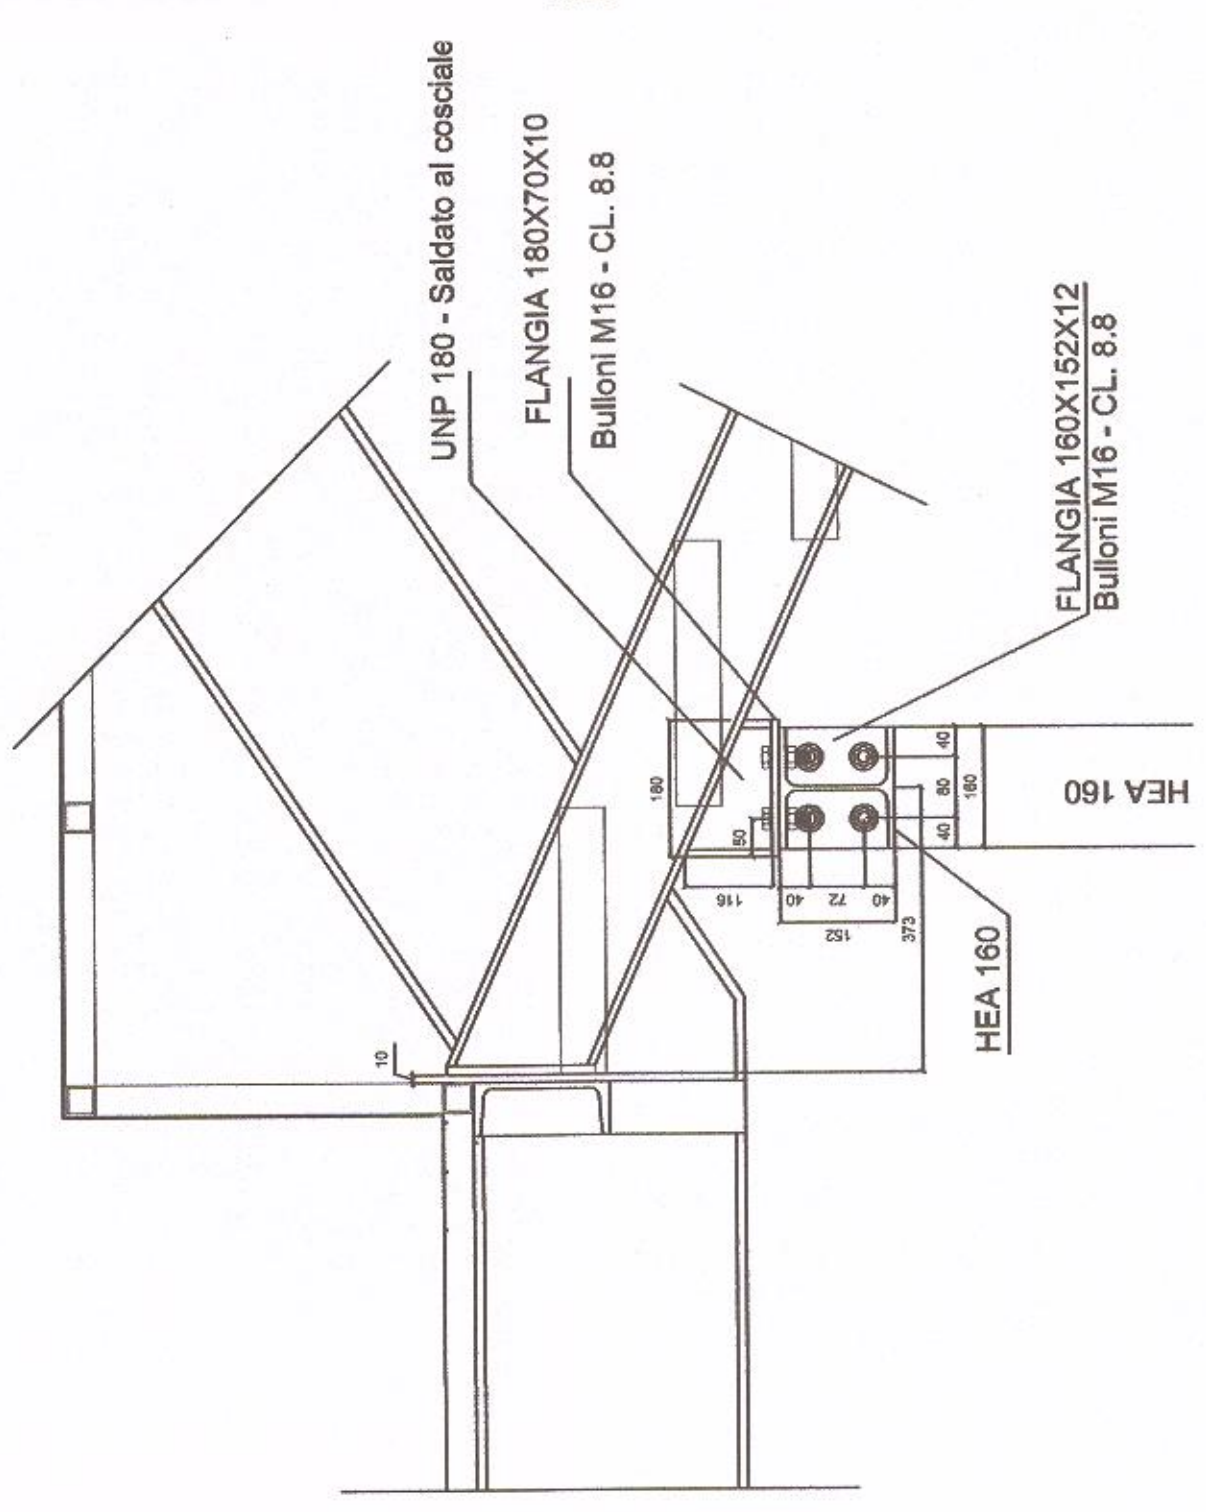 UNP 180 - Saldato al cosciale
FLANGIA 180X70X10
Bulloni M16 - CL. 8.8
FLANGIA 160X152X12
Bulloni M16 - CL. 8.8
HEA 160
HEA 160
10
180
50
116
40
72
40
152
373
40
80
40
160